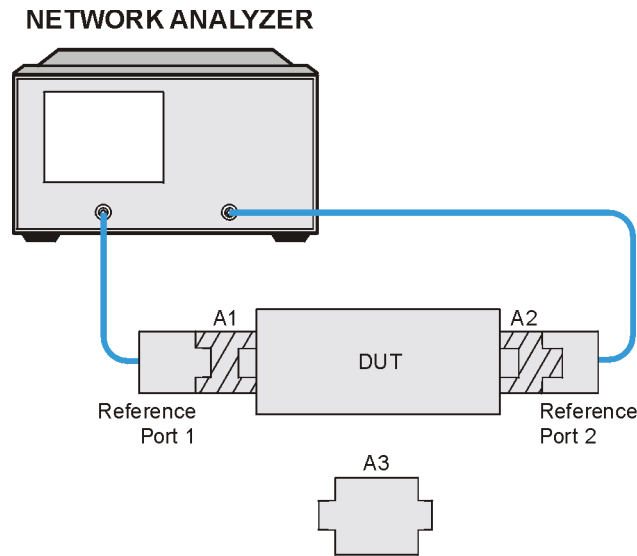 NETWORK ANALYZER
A1
A2
DUT
Reference
Port 1
Reference
Port 2
A3